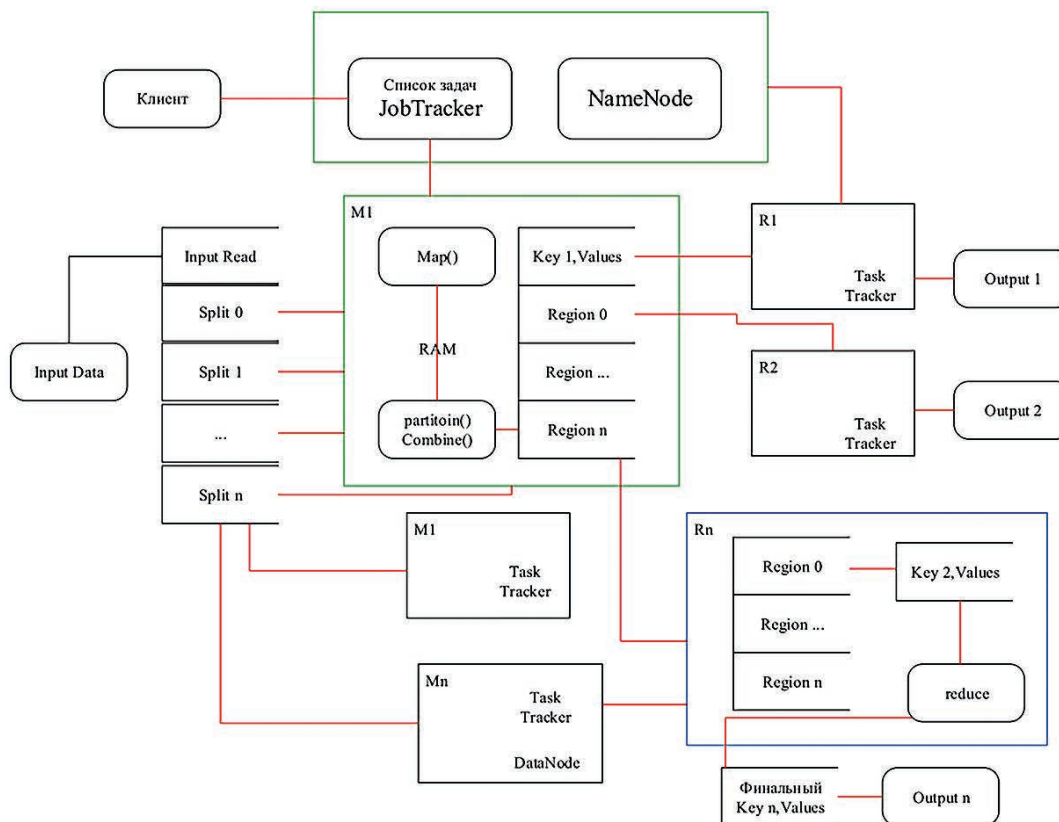 Клиент
Список задач
JobTracker
NameNode
Input Data
Input Read
Split 0
Split 1
...
Split n
M1
Map()
RAM
partitoin()
Combine()
Key 1,Values
Region 0
Region ...
Region n
R1
Task
Tracker
Output 1
R2
Task
Tracker
Output 2
M1
Task
Tracker
Mn
Task
Tracker
DataNode
Rn
Region 0
Region ...
Region n
Key 2,Values
reduce
Финальный
Key n,Values
Output n